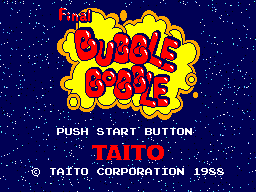 Final
BUBBLE
BOBBLE
PUSH START BUTTON
TAITO
© TAITO CORPORATION 1988